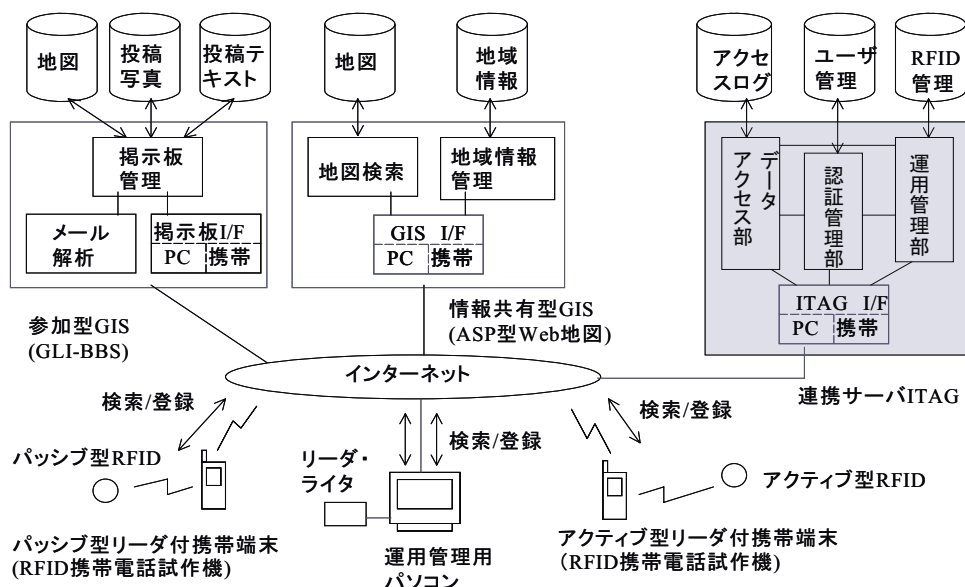 地図
投稿
写真
投稿テ
キスト
地図
地域
情報
アクセ
スログ
ユーザ
管理
RFID
管理
掲示板
管理
メール
解析
掲示板I/F
PC
携帯
地図検索
地域情報
管理
GIS I/F
PC
携帯
データ
アクセス部
認証管理部
運用管理部
ITAG I/F
PC
携帯
参加型GIS
(GLI-BBS)
情報共有型GIS
(ASP型Web地図)
連携サーバITAG
インターネット
検索/登録
検索/登録
検索/登録
パッシブ型RFID
リーダ・
ライタ
アクティブ型RFID
パッシブ型リーダ付携帯端末
(RFID携帯電話試作機)
運用管理用
パソコン
アクティブ型リーダ付携帯端末
(RFID携帯電話試作機)